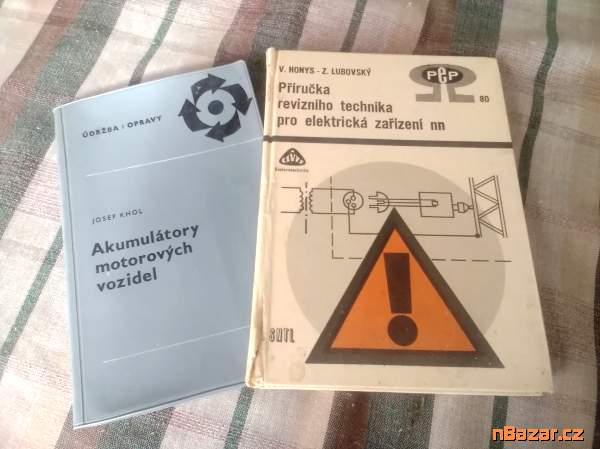 ÚDRŽBA I OPRAVY
JOSEF KHOL
Akumulátory
motorových
vozidel
V. HONYS - Z. LUBOVSKÝ
Příručka
revizního technika
pro elektrická zařízení nn
PeP
80
SNTL
nBazar.cz